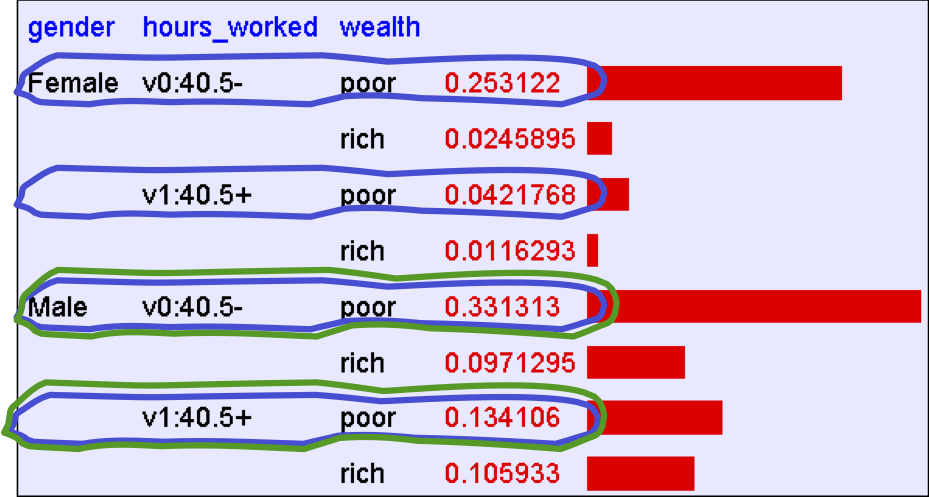 gender hours_worked wealth
Female v0:40.5- poor 0.253122
rich 0.0245895
v1:40.5+ poor 0.0421768
rich 0.0116293
Male v0:40.5- poor 0.331313
rich 0.0971295
v1:40.5+ poor 0.134106
rich 0.105933